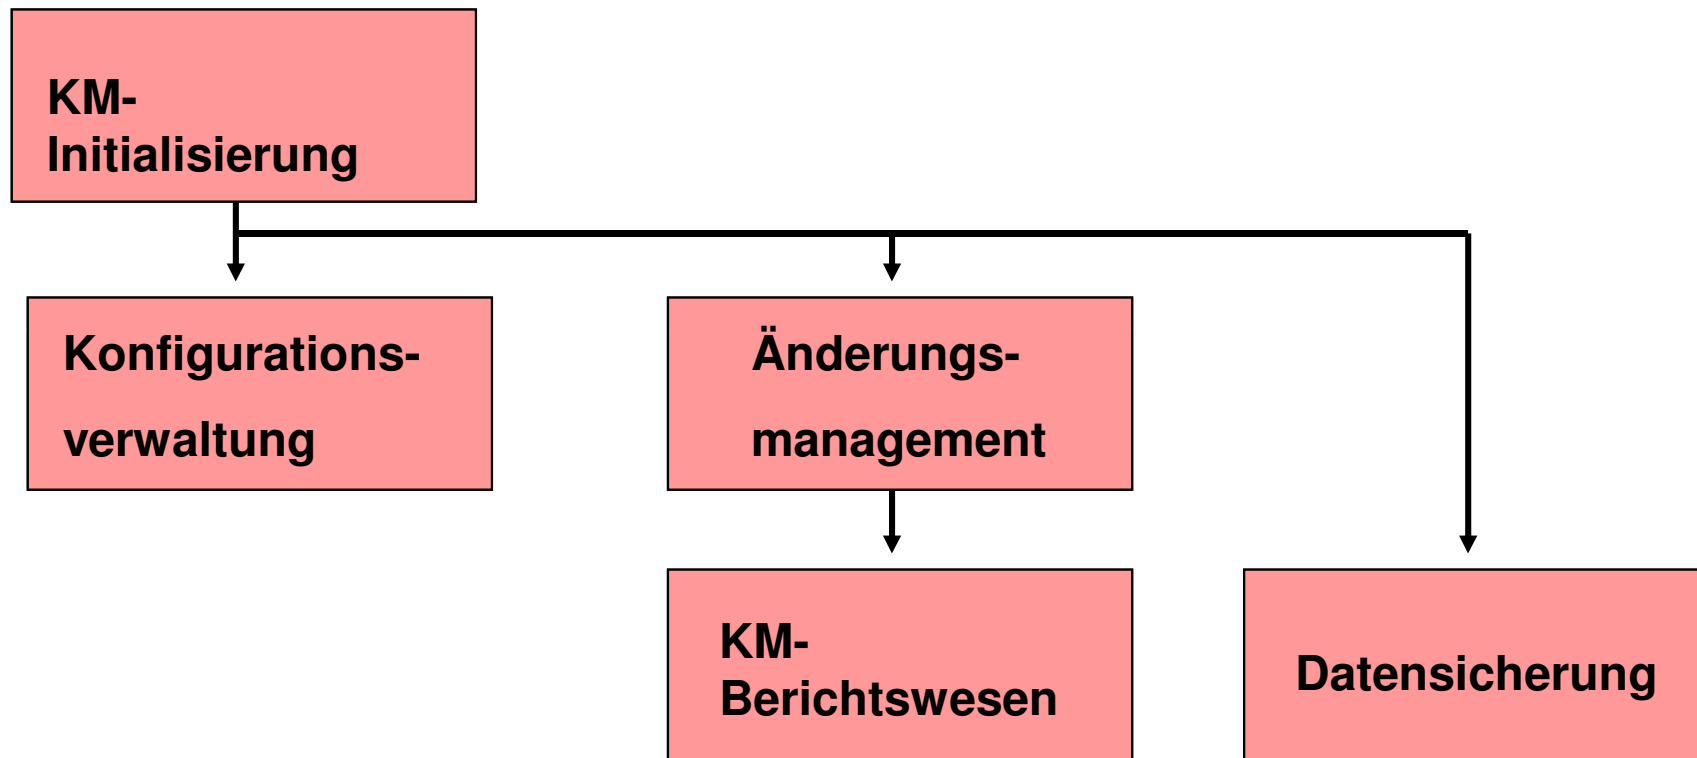 KM-
Initialisierung
Konfigurations-
verwaltung
Änderungs-
management
KM-
Berichtswesen
Datensicherung